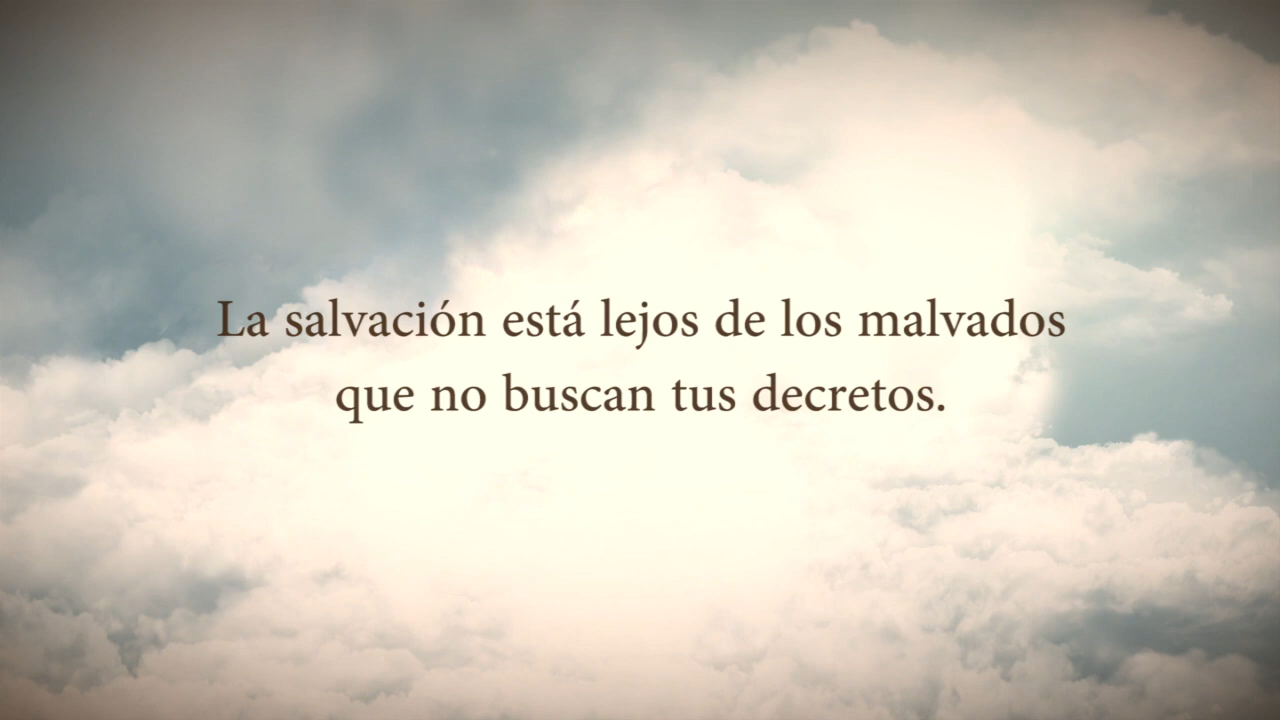 La salvación está lejos de los malvados
que no buscan tus decretos.